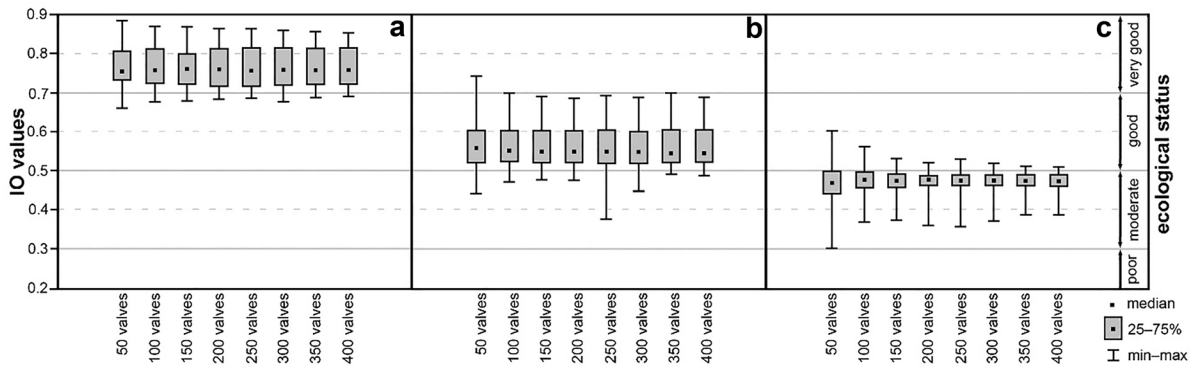 0.9
0.8
0.7
0.6
0.5
0.4
0.3
0.2
IO values
a
b
c
50 valves
100 valves
150 valves
200 valves
250 valves
300 valves
350 valves
400 valves
50 valves
100 valves
150 valves
200 valves
250 valves
300 valves
350 valves
400 valves
50 valves
100 valves
150 valves
200 valves
250 valves
300 valves
350 valves
400 valves
very good
good
moderate
poor
ecological status
median
25–75%
min–max